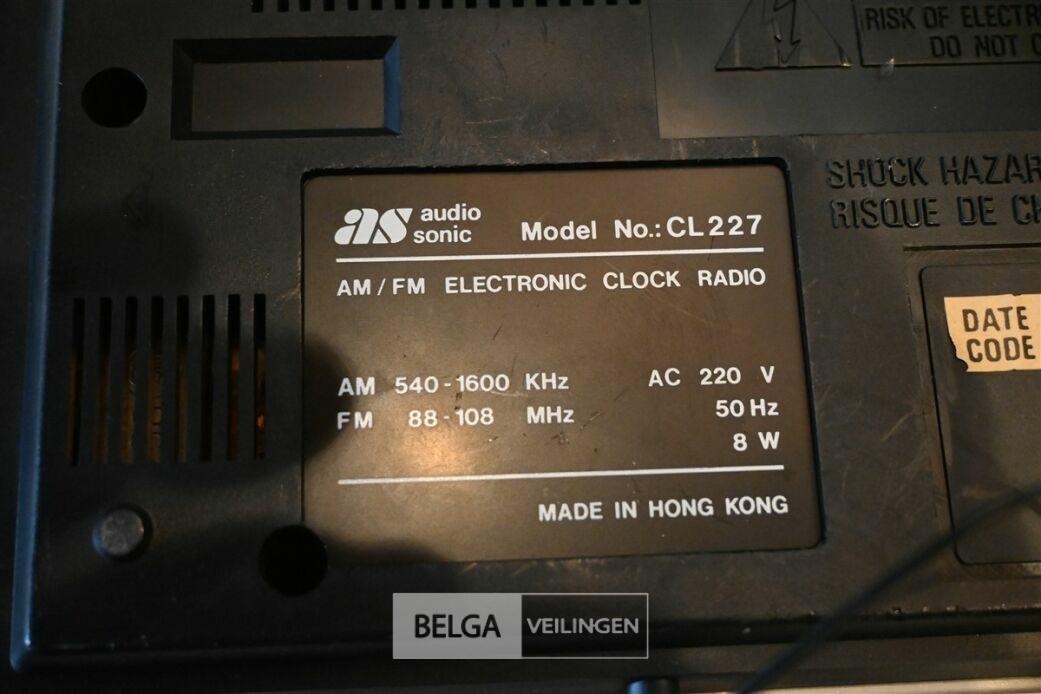 RISK OF ELECTR
DO NOT
SHOCK HAZAR
RISQUE DE CH
as audio
sonic
Model No.: CL227
AM / FM ELECTRONIC CLOCK RADIO
AM 540-1600 KHz AC 220 V
FM 88-108 MHz 50 Hz
8 W
MADE IN HONG KONG
DATE
CODE
BELGA VEILINGEN